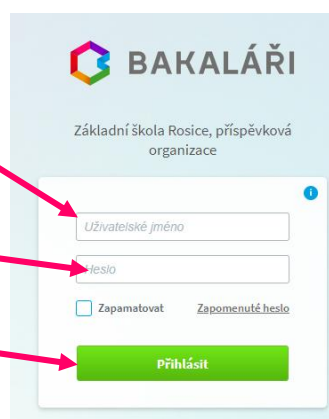 BAKALÁŘI
Základní škola Rosice, příspěvková
organizace
i
Uživatelské jméno
Heslo
Zapamatovat Zapomenuté heslo
Přihlásit